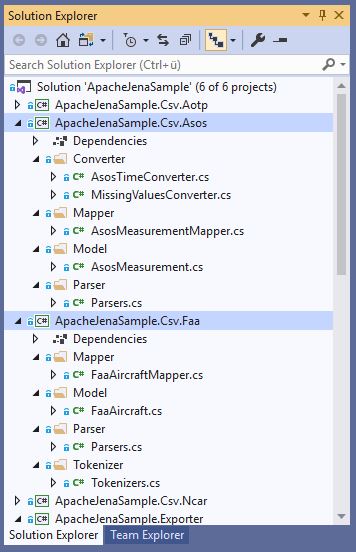 Solution Explorer
Search Solution Explorer (Ctrl+ü)
Solution 'ApacheJenaSample' (6 of 6 projects)
C# ApacheJenaSample.Csv.Aotp
C# ApacheJenaSample.Csv.Asos
Dependencies
Converter
C# AsosTimeConverter.cs
C# MissingValuesConverter.cs
Mapper
C# AsosMeasurementMapper.cs
Model
C# AsosMeasurement.cs
Parser
C# Parsers.cs
C# ApacheJenaSample.Csv.Faa
Dependencies
Mapper
C# FaaAircraftMapper.cs
Model
C# FaaAircraft.cs
Parser
C# Parsers.cs
Tokenizer
C# Tokenizers.cs
C# ApacheJenaSample.Csv.Ncar
C# ApacheJenaSample.Exporter
Solution Explorer Team Explorer